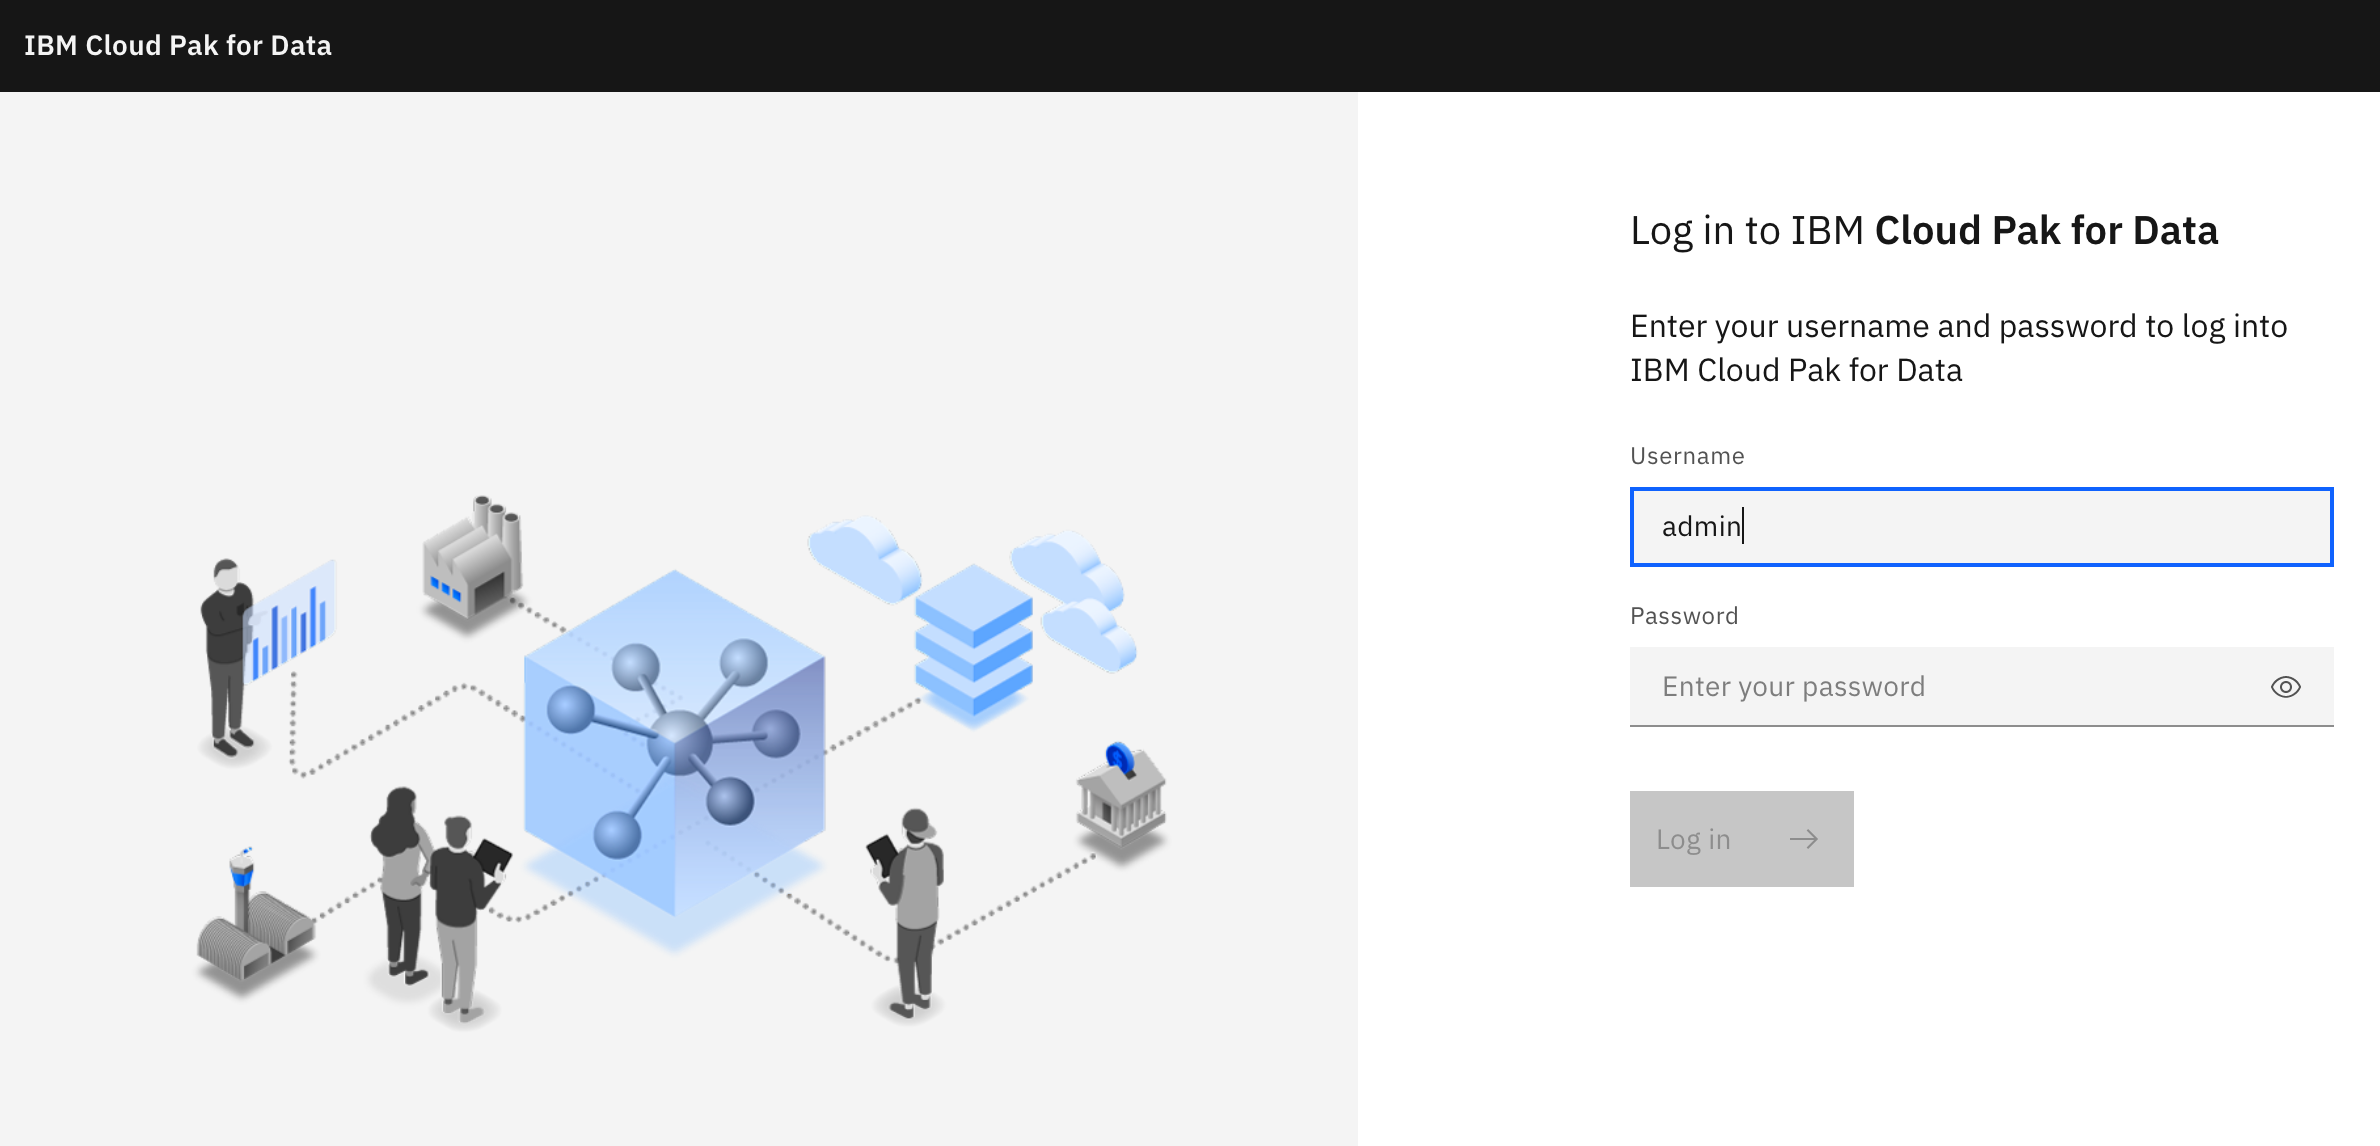 IBM Cloud Pak for Data
Log in to IBM Cloud Pak for Data
Enter your username and password to log into
IBM Cloud Pak for Data
Username
admin
Password
Enter your password
Log in